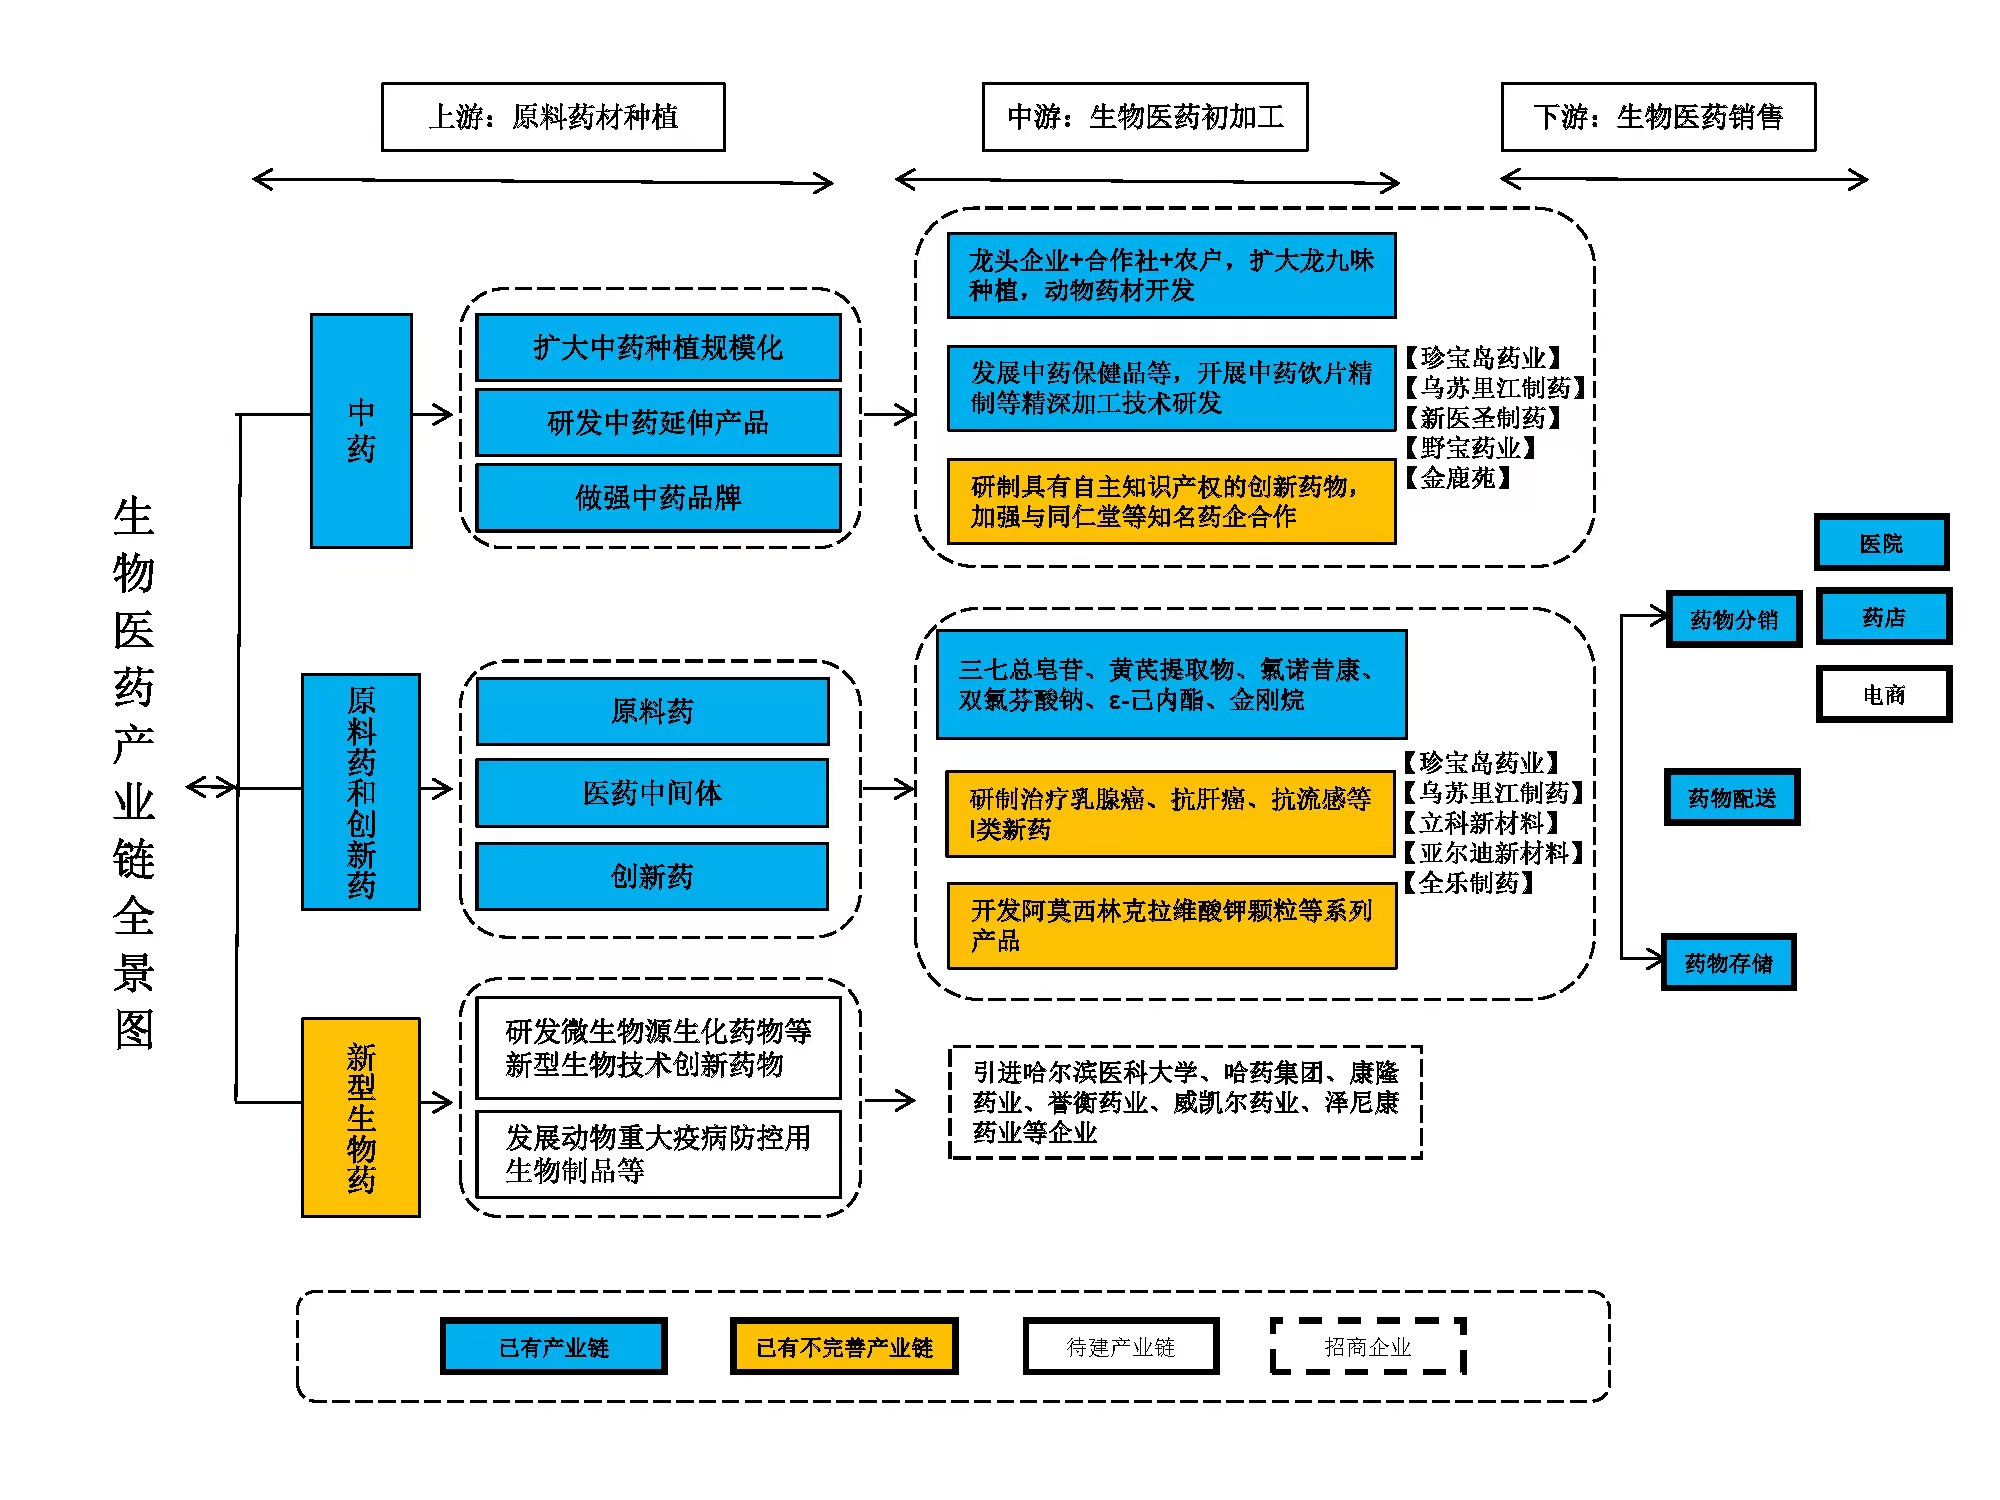 上游：原料药材种植
中游：生物医药初加工
下游：生物医药销售
生物医药产业链全景图
中药
扩大中药种植规模化
研发中药延伸产品
做强中药品牌
龙头企业+合作社+农户，扩大龙九味
种植，动物药材开发
发展中药保健品等，开展中药饮片精
制等精深加工技术研发
研制具有自主知识产权的创新药物，
加强与同仁堂等知名药企合作
【珍宝岛药业】
【乌苏里江制药】
【新医圣制药】
【野宝药业】
【金鹿苑】
原料药和创新药
原料药
医药中间体
创新药
三七总皂苷、黄芪提取物、氯诺昔康、
双氯芬酸钠、ε-己内酯、金刚烷
研制治疗乳腺癌、抗肝癌、抗流感等
I类新药
开发阿莫西林克拉维酸钾颗粒等系列
产品
【珍宝岛药业】
【乌苏里江制药】
【立科新材料】
【亚尔迪新材料】
【全乐制药】
新型生物药
研发微生物源生化药物等
新型生物技术创新药物
发展动物重大疫病防控用
生物制品等
引进哈尔滨医科大学、哈药集团、康隆
药业、誉衡药业、威凯尔药业、泽尼康
药业等企业
药物分销
医院
药店
电商
药物配送
药物存储
已有产业链
已有不完善产业链
待建产业链
招商企业